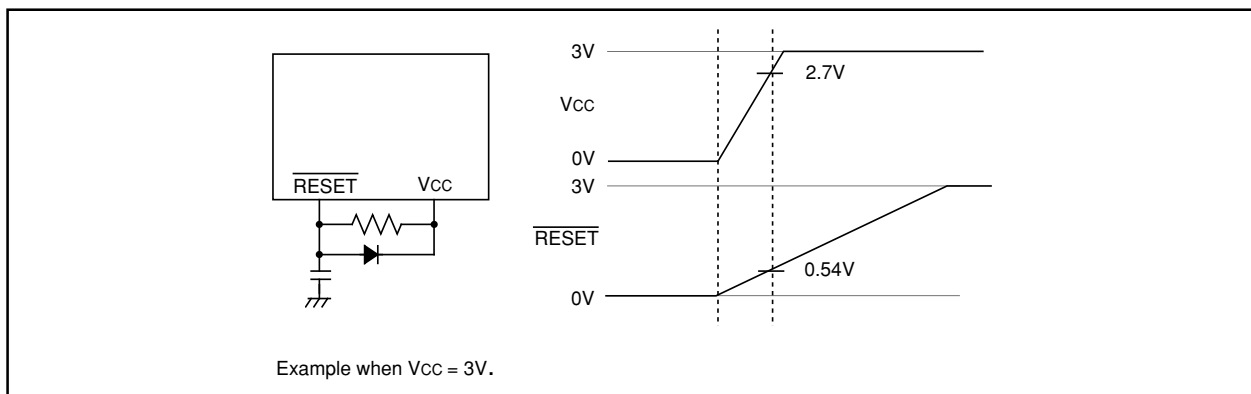 RESET
VCC
3V
2.7V
VCC
0V
3V
RESET
0.54V
0V
Example when VCC = 3V.